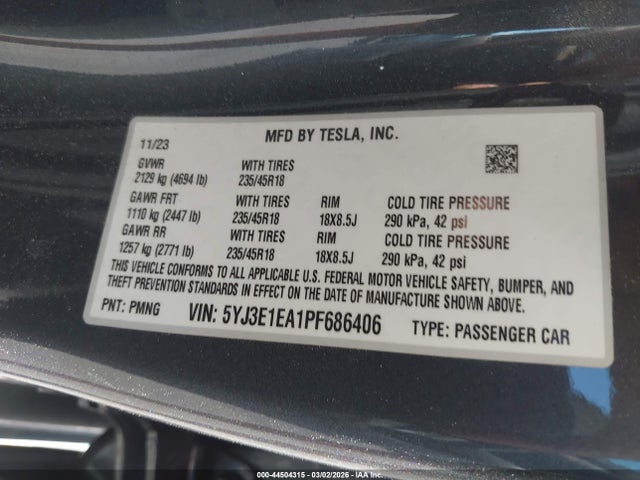 11/23 MFD BY TESLA, INC.
GVWR WITH TIRES
2129 kg (4694 lb) 235/45R18
GAWR FRT WITH TIRES RIM COLD TIRE PRESSURE
1110 kg (2447 lb) 235/45R18 18X8.5J 290 kPa, 42 psi
GAWR RR WITH TIRES RIM COLD TIRE PRESSURE
1257 kg (2771 lb) 235/45R18 18X8.5J 290 kPa, 42 psi
THIS VEHICLE CONFORMS TO ALL APPLICABLE U.S. FEDERAL MOTOR VEHICLE SAFETY, BUMPER, AND
THEFT PREVENTION STANDARDS IN EFFECT ON THE DATE OF MANUFACTURE SHOWN ABOVE.
PNT: PMNG VIN: 5YJ3E1EA1PF686406 TYPE: PASSENGER CAR
000-44504315 - 03/02/2026 - IAA Inc.